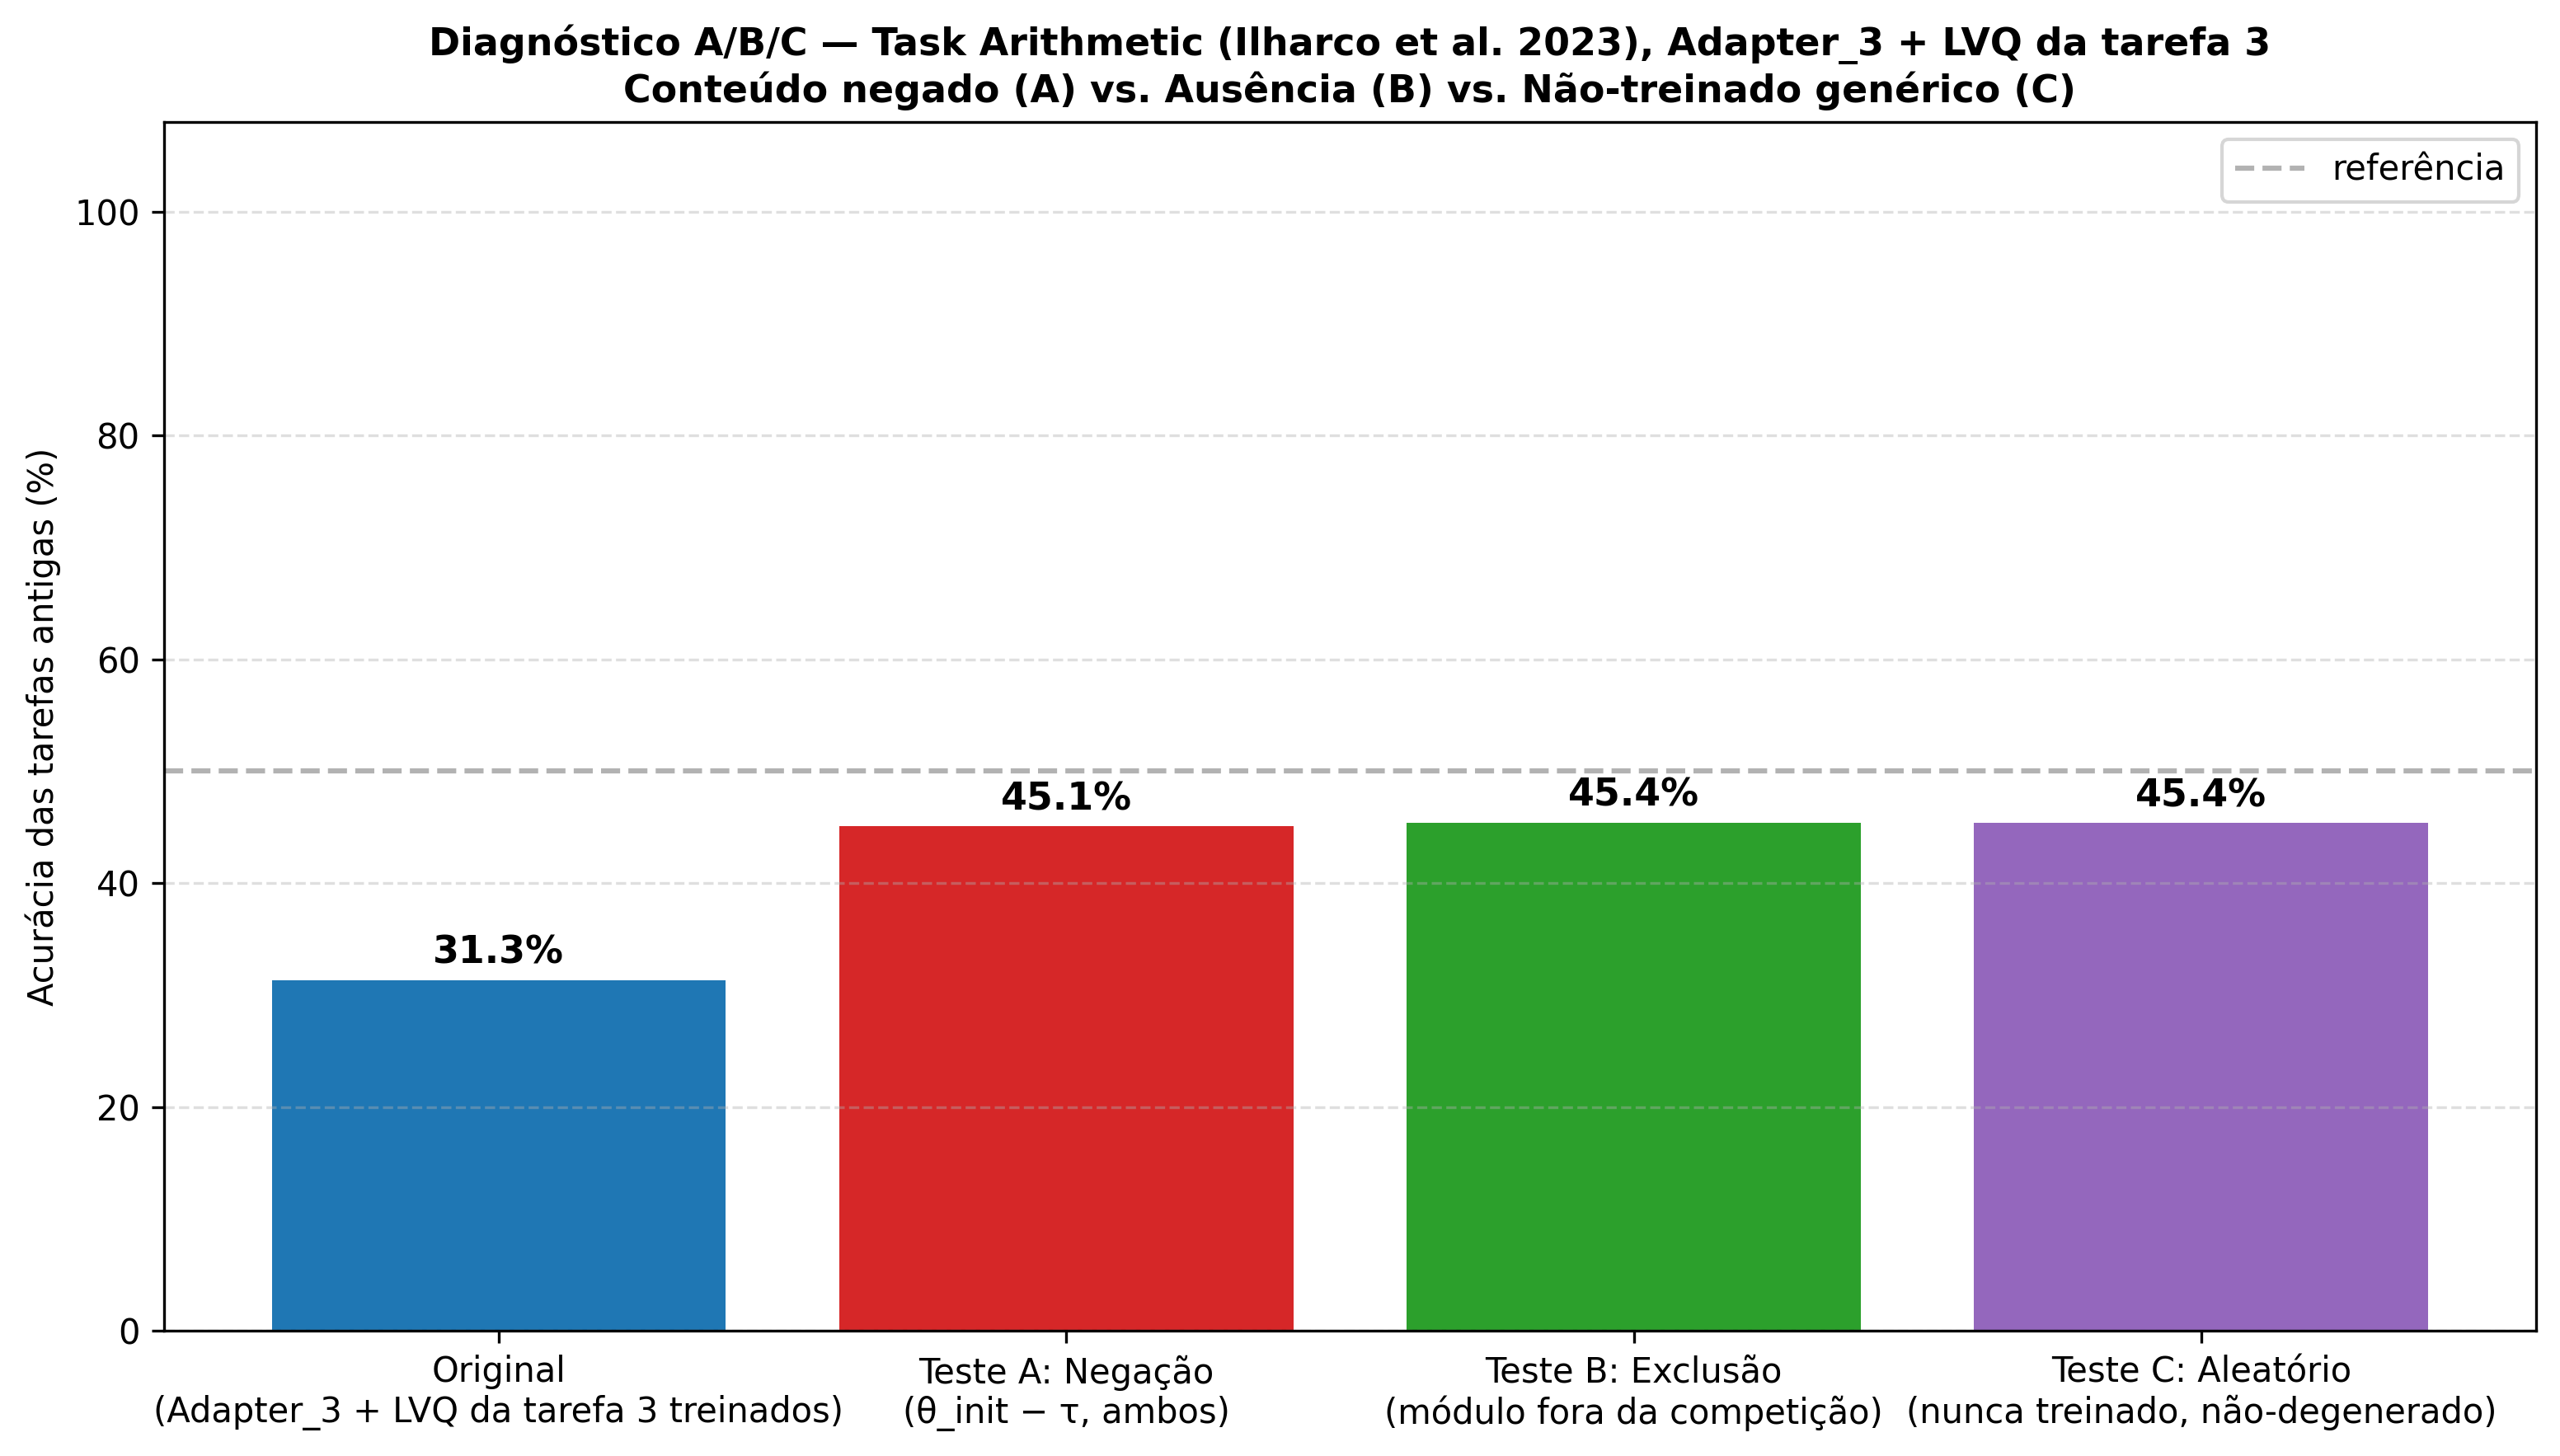 Diagnóstico A/B/C — Task Arithmetic (Ilharco et al. 2023), Adapter_3 + LVQ da tarefa 3
Conteúdo negado (A) vs. Ausência (B) vs. Não-treinado genérico (C)
referência
Acurácia das tarefas antigas (%)
100
80
60
40
20
0
31.3%
45.1%
45.4%
45.4%
Original
(Adapter_3 + LVQ da tarefa 3 treinados)
Teste A: Negação
(θ_init − τ, ambos)
Teste B: Exclusão
(módulo fora da competição)
Teste C: Aleatório
(nunca treinado, não-degenerado)